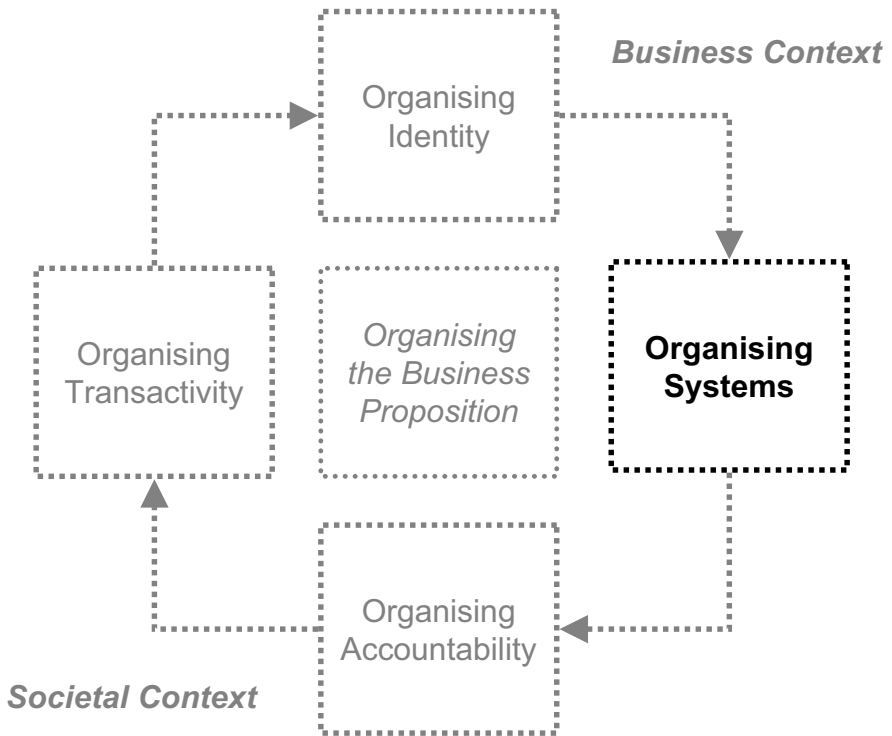 Business Context
Organising
Identity
Organising
Transactivity
Organising
the Business
Proposition
Organising
Systems
Organising
Accountability
Societal Context